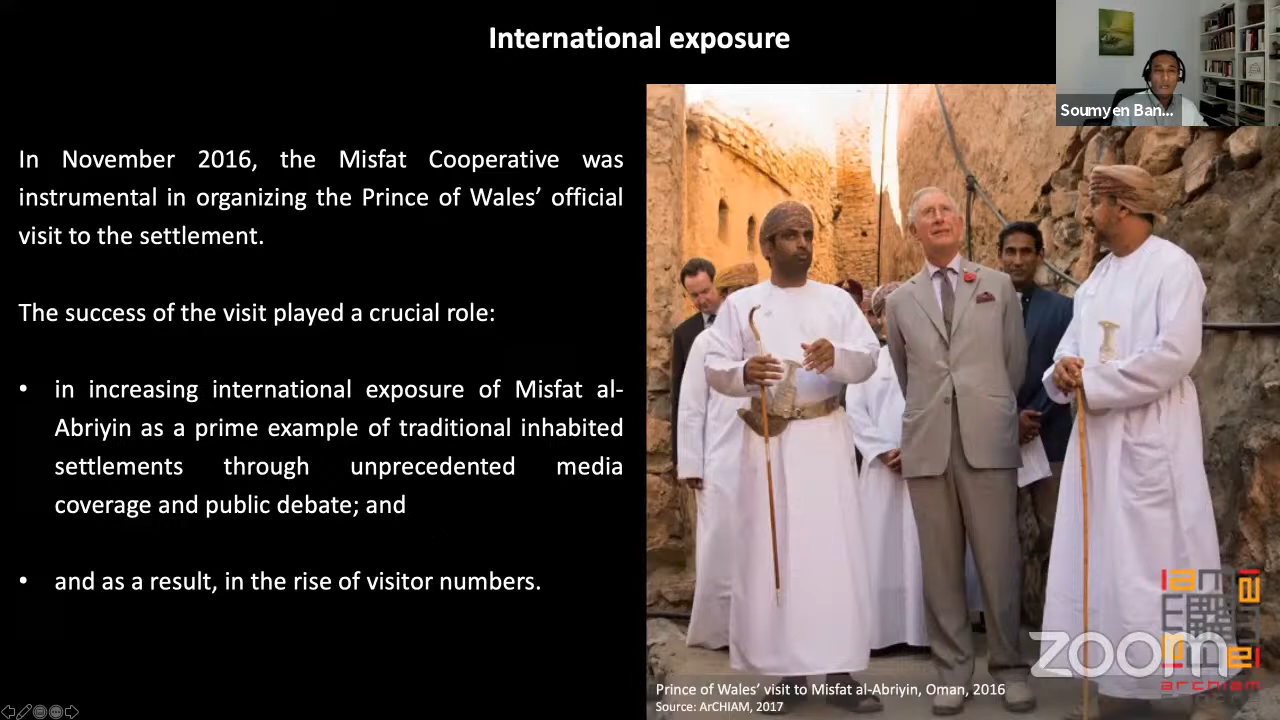 International exposure
Soumyen Ban...
In November 2016, the Misfat Cooperative was
instrumental in organizing the Prince of Wales’ official
visit to the settlement.
The success of the visit played a crucial role:
• in increasing international exposure of Misfat al-
Abriyin as a prime example of traditional inhabited
settlements through unprecedented media
coverage and public debate; and
• and as a result, in the rise of visitor numbers.
Prince of Wales’ visit to Misfat al-Abriyin, Oman, 2016
Source: ArCHIAM, 2017
zoom
archiam